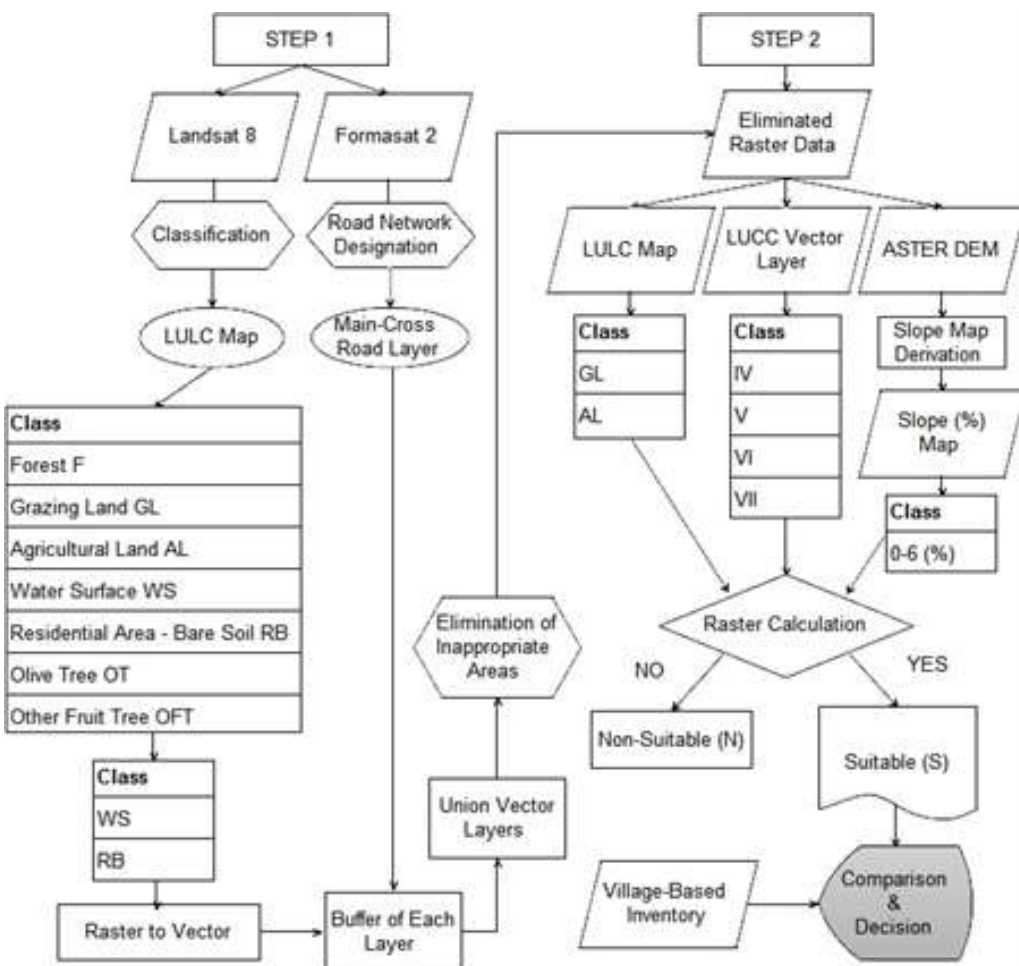 STEP 1
Landsat 8
Formasat 2
Classification
Road Network
Designation
LULC Map
Main-Cross
Road Layer
Class
Forest F
Grazing Land GL
Agricultural Land AL
Water Surface WS
Residential Area - Bare Soil RB
Olive Tree OT
Other Fruit Tree OFT
Class
WS
RB
Raster to Vector
Buffer of Each
Layer
Union Vector
Layers
Elimination of
Inappropriate
Areas
STEP 2
Eliminated
Raster Data
LULC Map
LUCC Vector
Layer
ASTER DEM
Class
GL
AL
Class
IV
V
VI
VII
Slope Map
Derivation
Slope (%)
Map
Class
0-6 (%)
Raster Calculation
NO
YES
Non-Suitable (N)
Suitable (S)
Village-Based
Inventory
Comparison
&
Decision